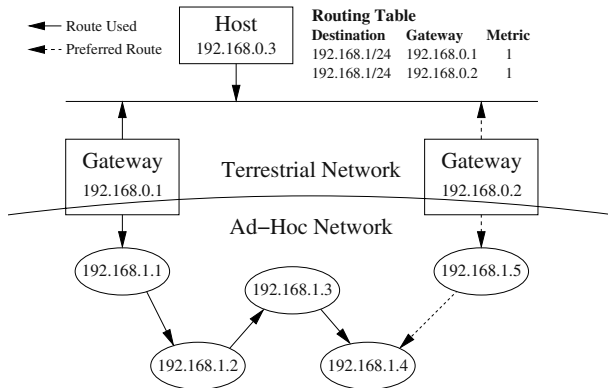 Route Used
Preferred Route
Host
192.168.0.3
Routing Table
Destination Gateway Metric
192.168.1/24 192.168.0.1 1
192.168.1/24 192.168.0.2 1
Gateway
192.168.0.1
Terrestrial Network
Gateway
192.168.0.2
Ad-Hoc Network
192.168.1.1
192.168.1.3
192.168.1.5
192.168.1.2
192.168.1.4